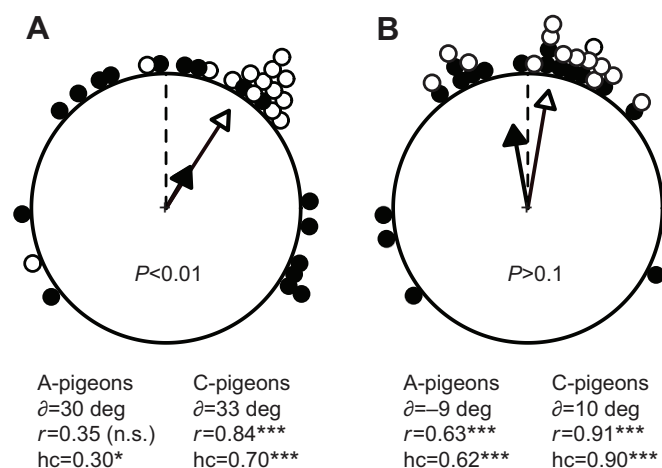 A
B
P<0.01
P>0.1
A-pigeons
∂=30 deg
r=0.35 (n.s.)
hc=0.30*
C-pigeons
∂=33 deg
r=0.84***
hc=0.70***
A-pigeons
∂=–9 deg
r=0.63***
hc=0.62***
C-pigeons
∂=10 deg
r=0.91***
hc=0.90***